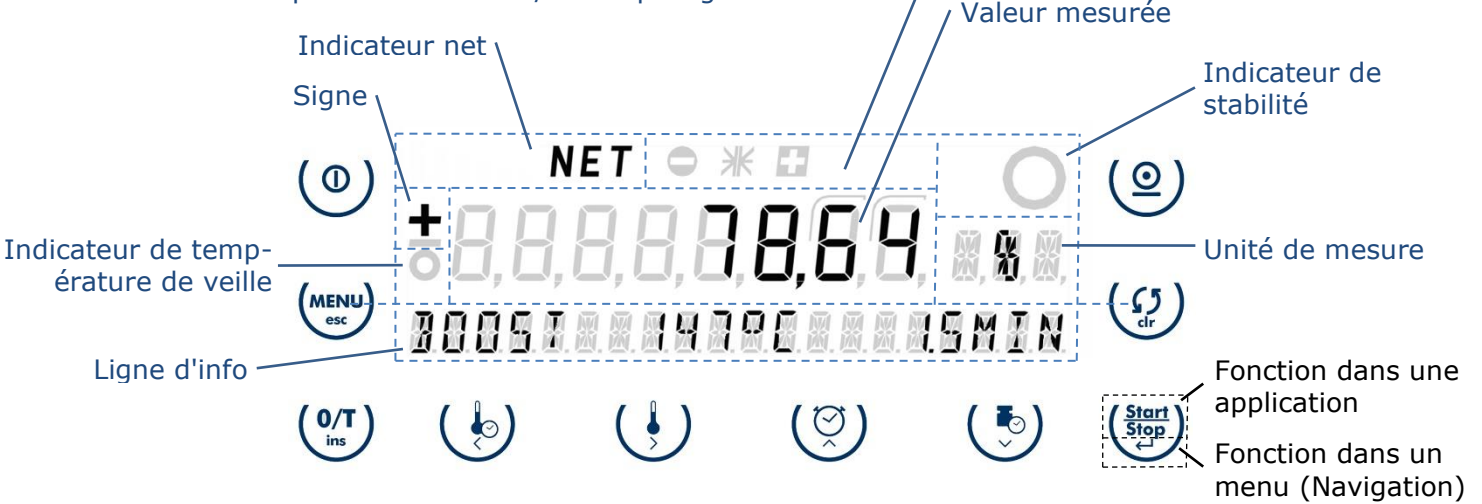 Valeur mesurée
Indicateur net
Signe
Indicateur de
stabilité
NET
+
78,64
%
Indicateur de temp-
érature de veille
Unité de mesure
MENU
esc
clr
BOOST 147°C 1.5MIN
Ligne d'info
0/T
ins
Start
Stop
Fonction dans une
application
Fonction dans un
menu (Navigation)